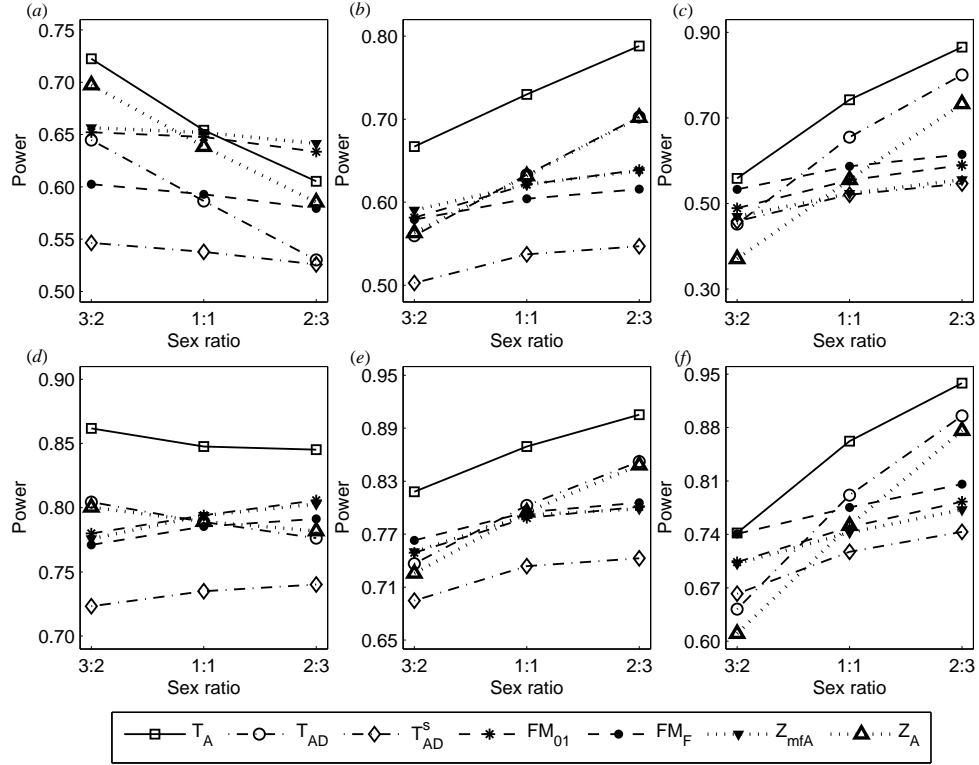 (a) (b) (c)
0.75 0.70 0.65 0.60 0.55 0.50
Power
3:2 1:1 2:3
Sex ratio
0.80 0.70 0.60 0.50
Power
3:2 1:1 2:3
Sex ratio
0.90 0.70 0.50 0.30
Power
3:2 1:1 2:3
Sex ratio
(d) (e) (f)
0.90 0.85 0.80 0.75 0.70
Power
3:2 1:1 2:3
Sex ratio
0.95 0.89 0.83 0.77 0.71 0.65
Power
3:2 1:1 2:3
Sex ratio
0.95 0.88 0.81 0.74 0.67 0.60
Power
3:2 1:1 2:3
Sex ratio
T_A T_AD T^s_AD FM_01 FM_F Z_mfA Z_A